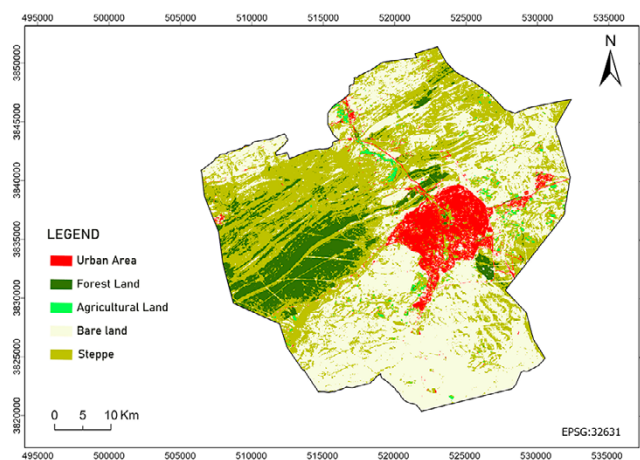 495000 500000 505000 510000 515000 520000 525000 530000 535000
3850000
3845000
3840000
3835000
3830000
3825000
3820000
N
LEGEND
Urban Area
Forest Land
Agricultural Land
Bare land
Steppe
0 5 10 Km
EPSG:32631
495000 500000 505000 510000 515000 520000 525000 530000 535000